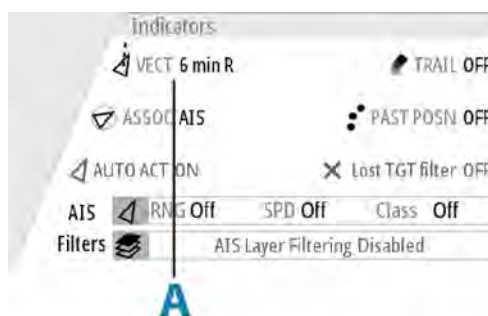 Indicators
VECT 6 min R TRAIL OFF
ASSOC AIS PAST POSN OFF
AUTO ACT ON Lost TGT filter OFF
AIS RNG Off SPD Off Class Off
Filters AIS Layer Filtering Disabled
A